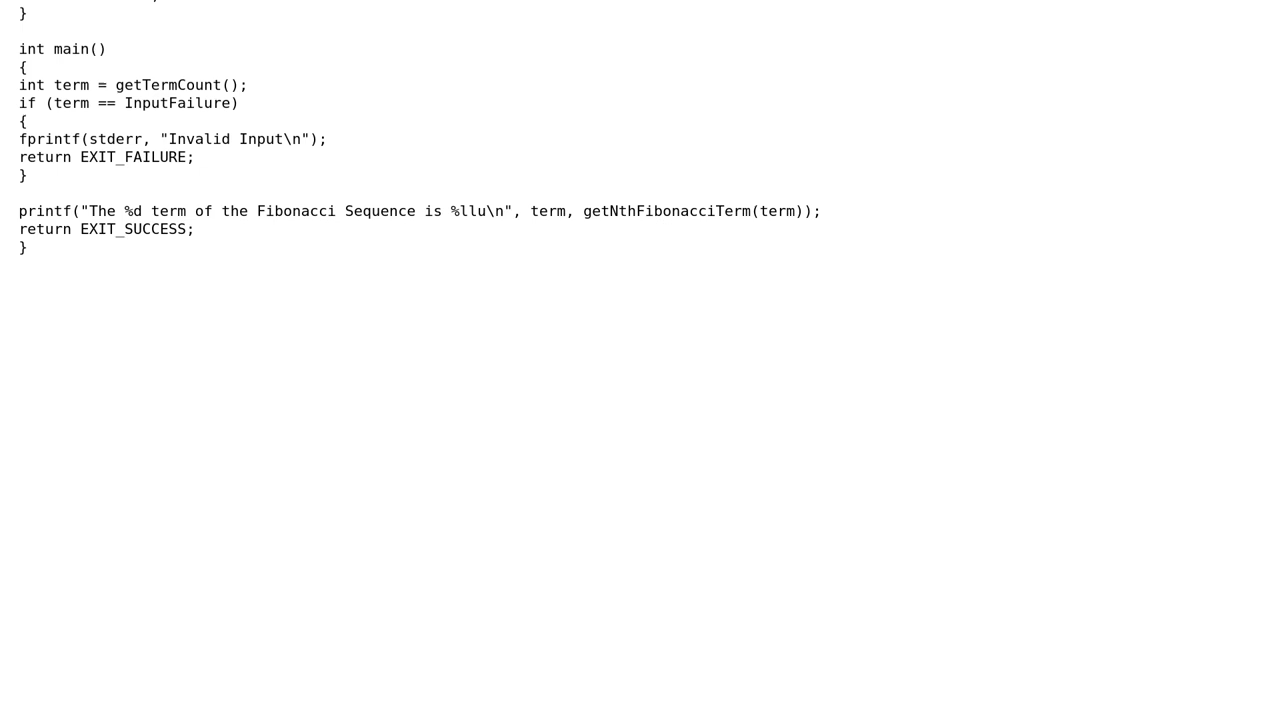 }

int main()
{
int term = getTermCount();
if (term == InputFailure)
{
fprintf(stderr, "Invalid Input\n");
return EXIT_FAILURE;
}

printf("The %d term of the Fibonacci Sequence is %llu\n", term, getNthFibonacciTerm(term));
return EXIT_SUCCESS;
}